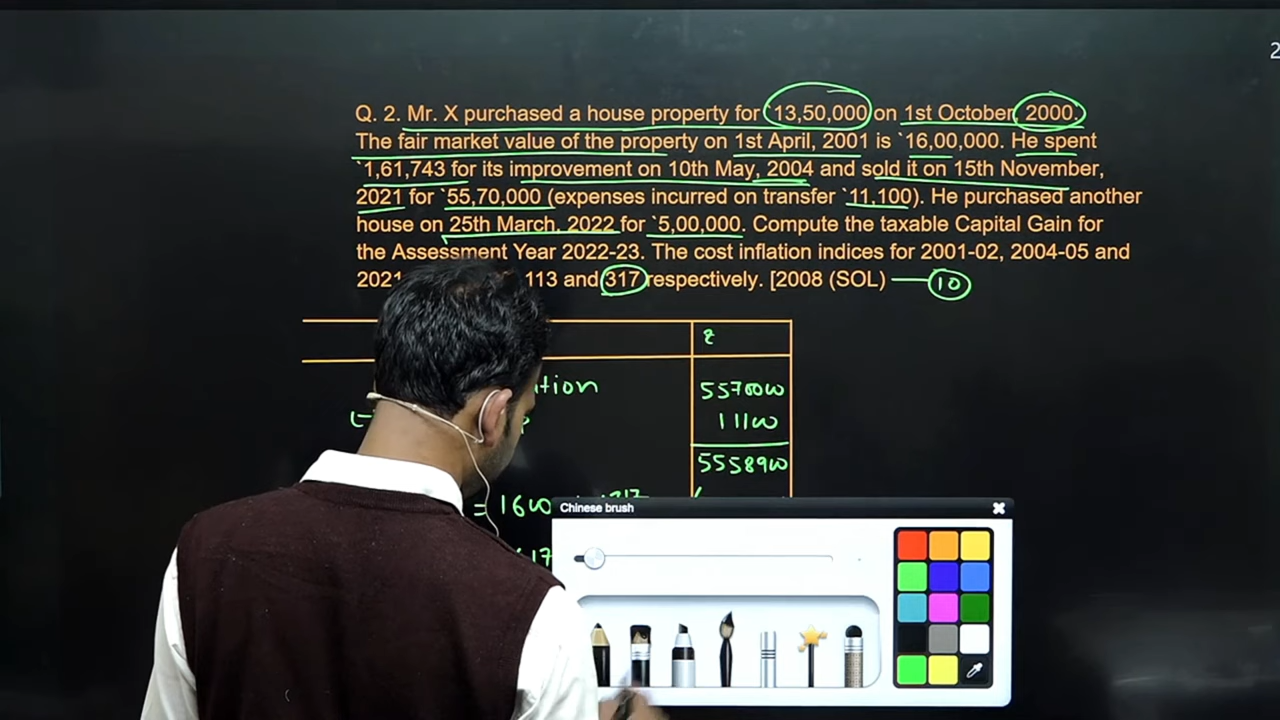 2
Q. 2. Mr. X purchased a house property for `13,50,000 on 1st October, 2000.
The fair market value of the property on 1st April, 2001 is `16,00,000. He spent
`1,61,743 for its improvement on 10th May, 2004 and sold it on 15th November,
2021 for `55,70,000 (expenses incurred on transfer `11,100). He purchased another
house on 25th March, 2022 for `5,00,000. Compute the taxable Capital Gain for
the Assessment Year 2022-23. The cost inflation indices for 2001-02, 2004-05 and
2021 113 and 317 respectively. [2008 (SOL) — 10
₹
ation 5570000
(-) 11100
5558900
= 1600
17
Chinese brush